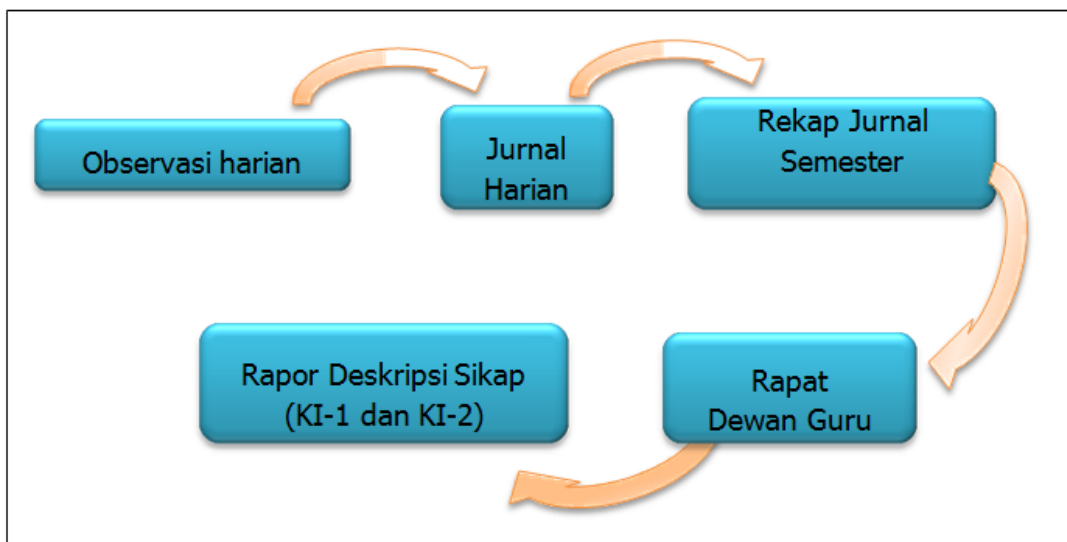 Observasi harian
Jurnal
Harian
Rekap Jurnal
Semester
Rapat
Dewan Guru
Rapor Deskripsi Sikap
(KI-1 dan KI-2)